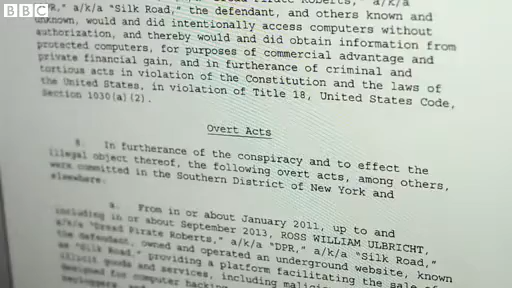 BBC
Roberts," a/k/a
"DPR," a/k/a "Silk Road," the defendant, and others known and
unknown, would and did intentionally access computers without
authorization, and thereby would and did obtain information from
protected computers, for purposes of commercial advantage and
private financial gain, and in furtherance of criminal and
tortious acts in violation of the Constitution and the laws of
the United States, in violation of Title 18, United States Code,
Section 1030(a)(2).
Overt Acts
8. In furtherance of the conspiracy and to effect the
illegal object thereof, the following overt acts, among others,
were committed in the Southern District of New York and
elsewhere:
a. From in or about January 2011, up to and
including in or about September 2013, ROSS WILLIAM ULBRICHT,
a/k/a "Dread Pirate Roberts," a/k/a "DPR," a/k/a "Silk Road,"
the defendant, owned and operated an underground website, known
as "Silk Road," providing a platform facilitating the sale of
illicit goods and services, including malicious
designed for computer hacking
keyloggers, and